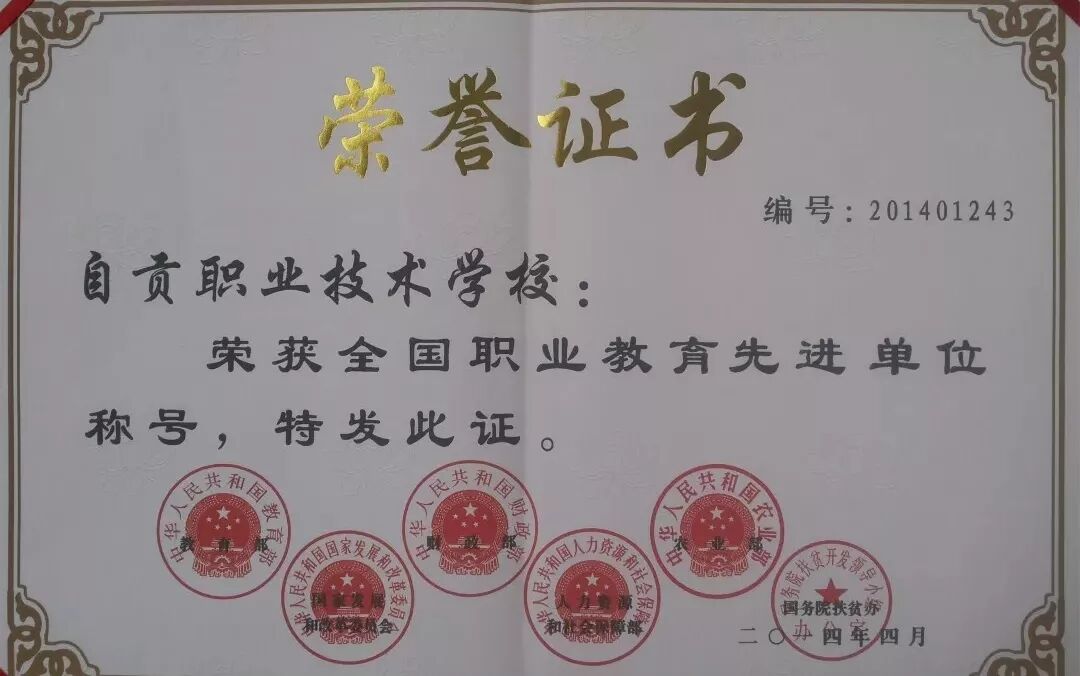 荣誉证书
编号：201401243
自贡职业技术学校：
荣获全国职业教育先进单位
称号，特发此证。
中华人民共和国教育部
教育部
中华人民共和国国家发展和改革委员会
国家发展
和改革委员会
中华人民共和国财政部
财政部
中华人民共和国人力资源和社会保障部
人力资源
和社会保障部
中华人民共和国农业部
农业部
国务院扶贫开发领导小组
办公室
国务院扶贫办
二〇一四年四月